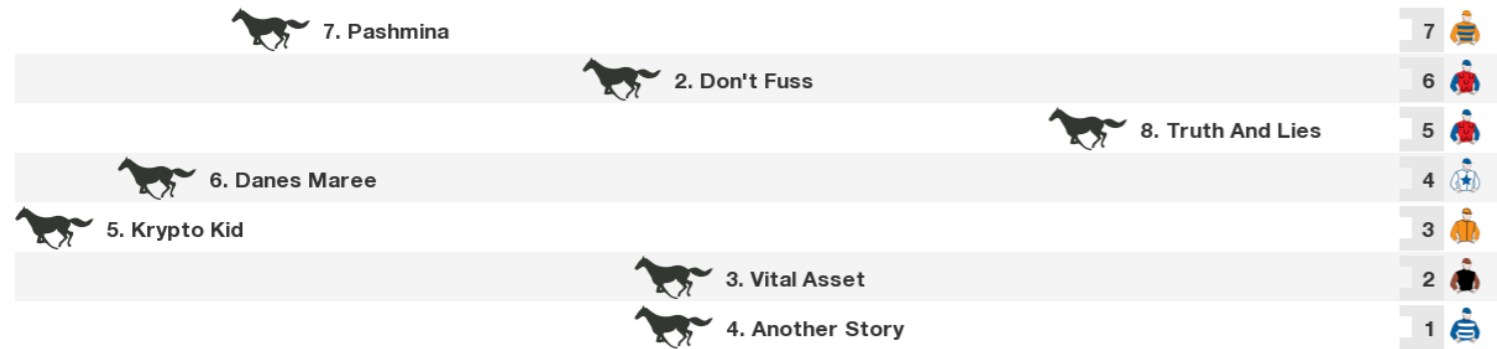 7. Pashmina 7
2. Don't Fuss 6
8. Truth And Lies 5
6. Danes Maree 4
5. Krypto Kid 3
3. Vital Asset 2
4. Another Story 1